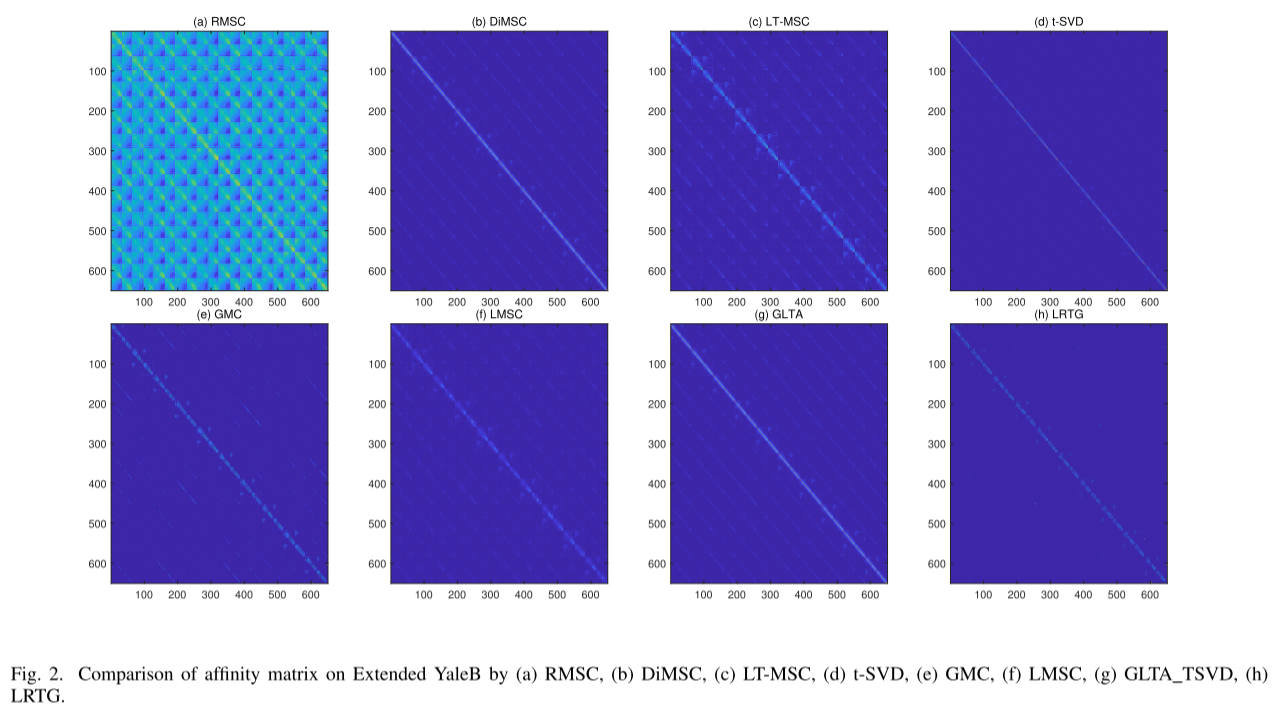 (a) RMSC
(b) DiMSC
(c) LT-MSC
(d) t-SVD
100
200
300
400
500
600
100 200 300 400 500 600
100
200
300
400
500
600
100 200 300 400 500 600
100
200
300
400
500
600
100 200 300 400 500 600
100
200
300
400
500
600
100 200 300 400 500 600
(e) GMC
(f) LMSC
(g) GLTA
(h) LRTG
100
200
300
400
500
600
100 200 300 400 500 600
100
200
300
400
500
600
100 200 300 400 500 600
100
200
300
400
500
600
100 200 300 400 500 600
100
200
300
400
500
600
100 200 300 400 500 600
Fig. 2. Comparison of affinity matrix on Extended YaleB by (a) RMSC, (b) DiMSC, (c) LT-MSC, (d) t-SVD, (e) GMC, (f) LMSC, (g) GLTA_TSVD, (h)
LRTG.